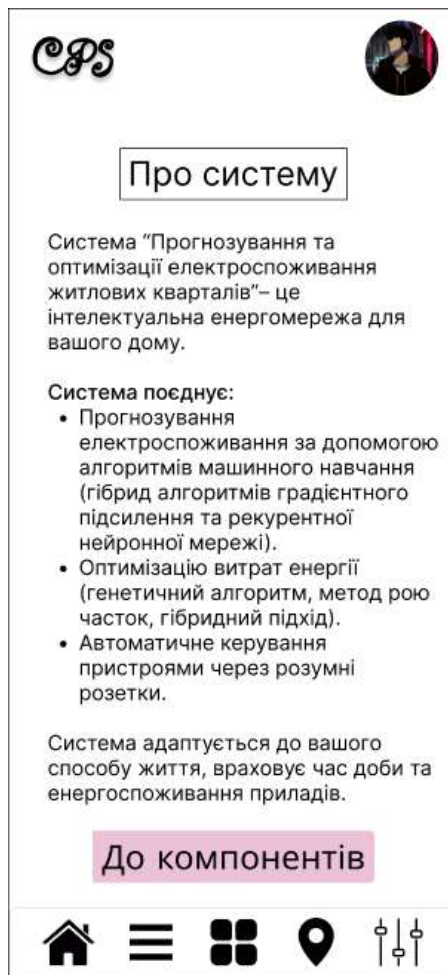 CPS
Про систему
Система “Прогнозування та
оптимізації електроспоживання
житлових кварталів”– це
інтелектуальна енергомережа для
вашого дому.
Система поєднує:
• Прогнозування
електроспоживання за допомогою
алгоритмів машинного навчання
(гібрид алгоритмів градієнтного
підсилення та рекурентної
нейронної мережі).
• Оптимізацію витрат енергії
(генетичний алгоритм, метод рою
часток, гібридний підхід).
• Автоматичне керування
пристроями через розумні
розетки.
Система адаптується до вашого
способу життя, враховує час доби та
енергоспоживання приладів.
До компонентів